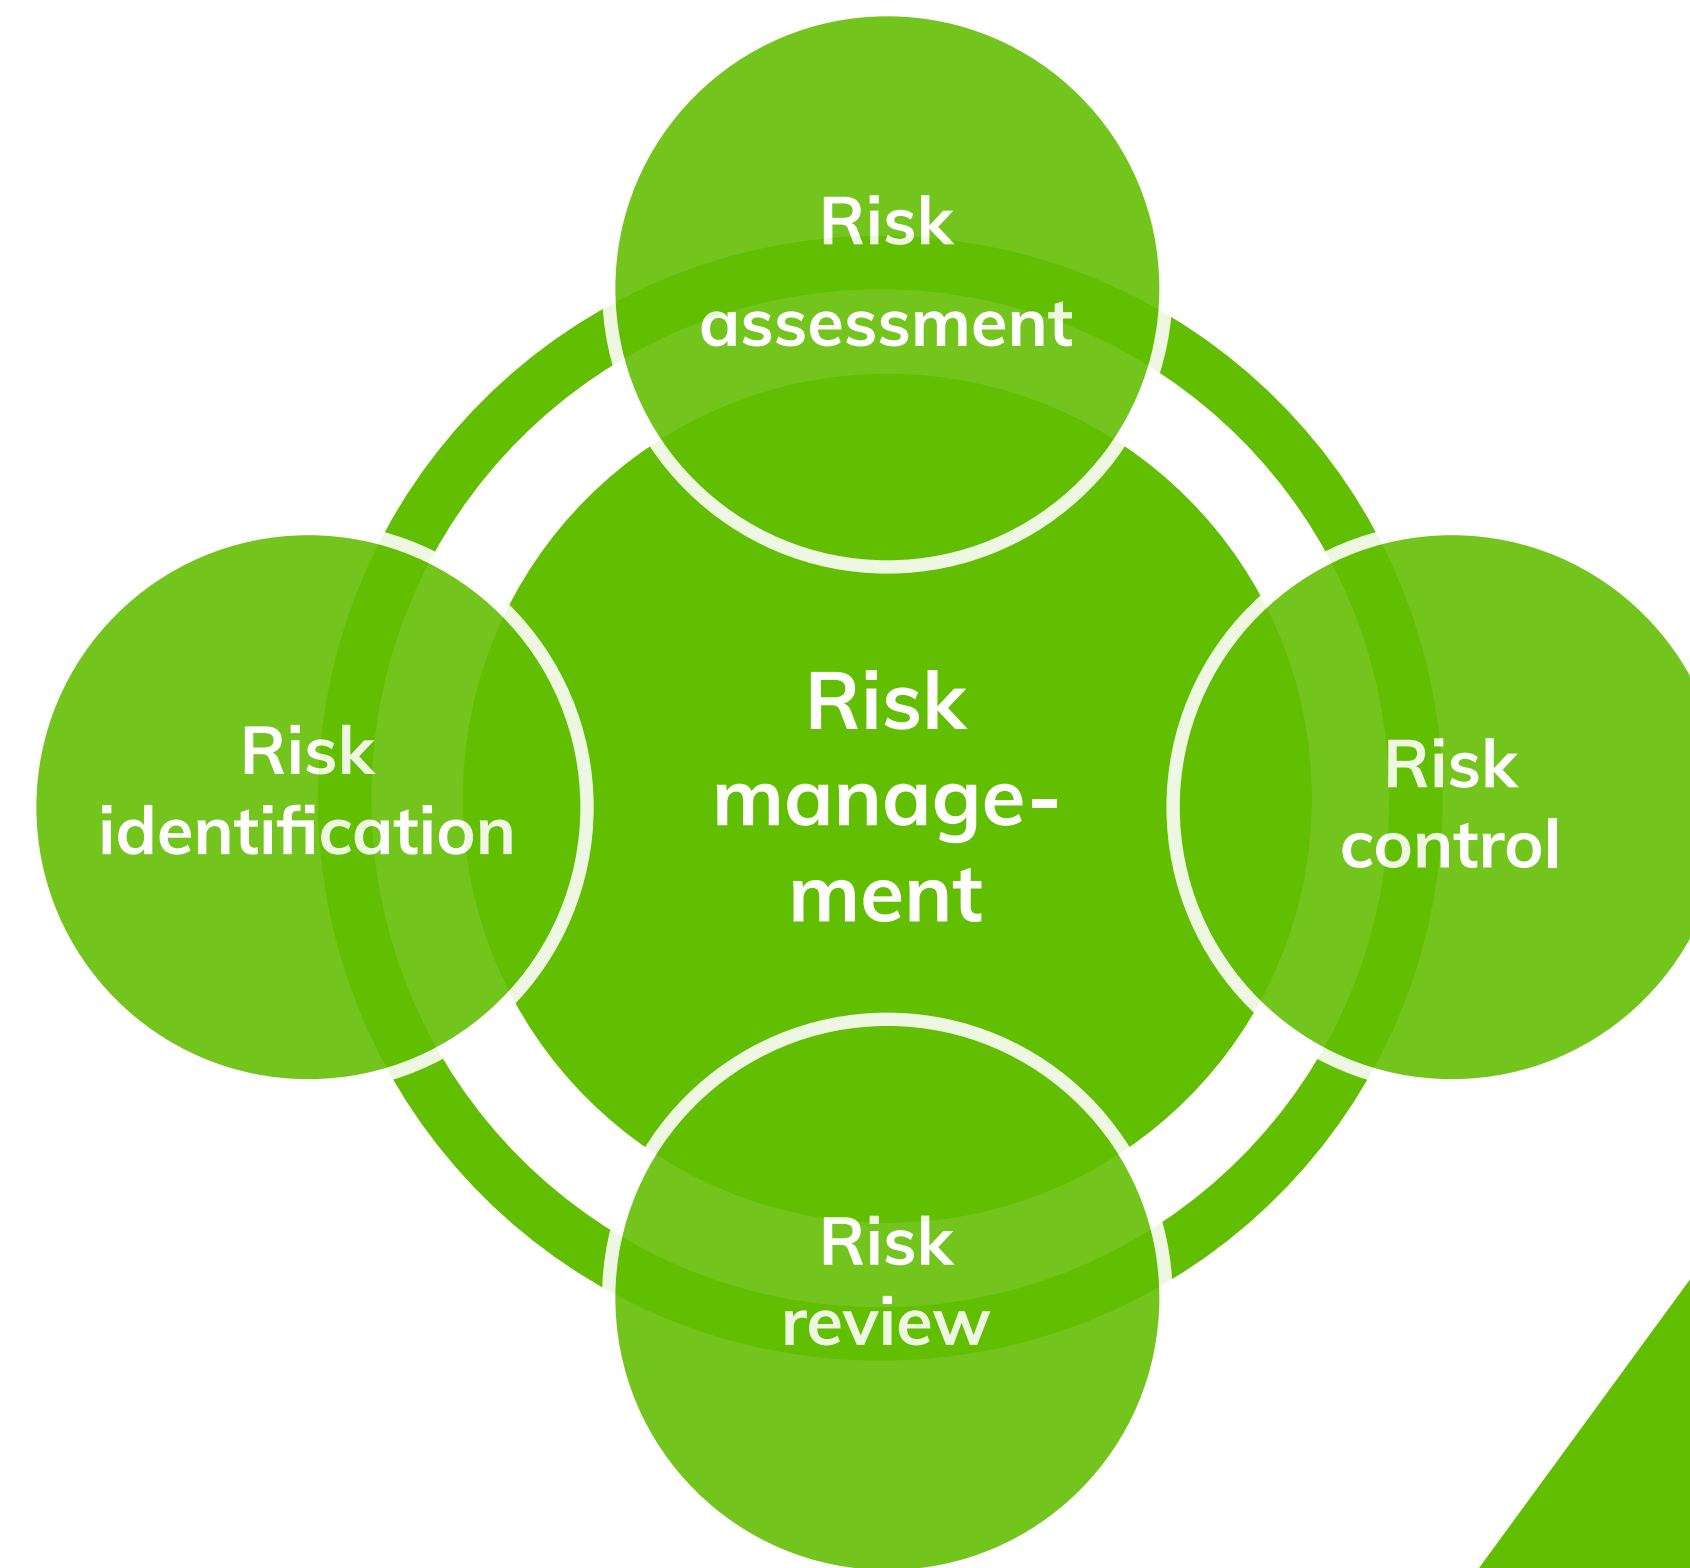 Risk
assessment
Risk
identification
Risk
manage-
ment
Risk
control
Risk
review